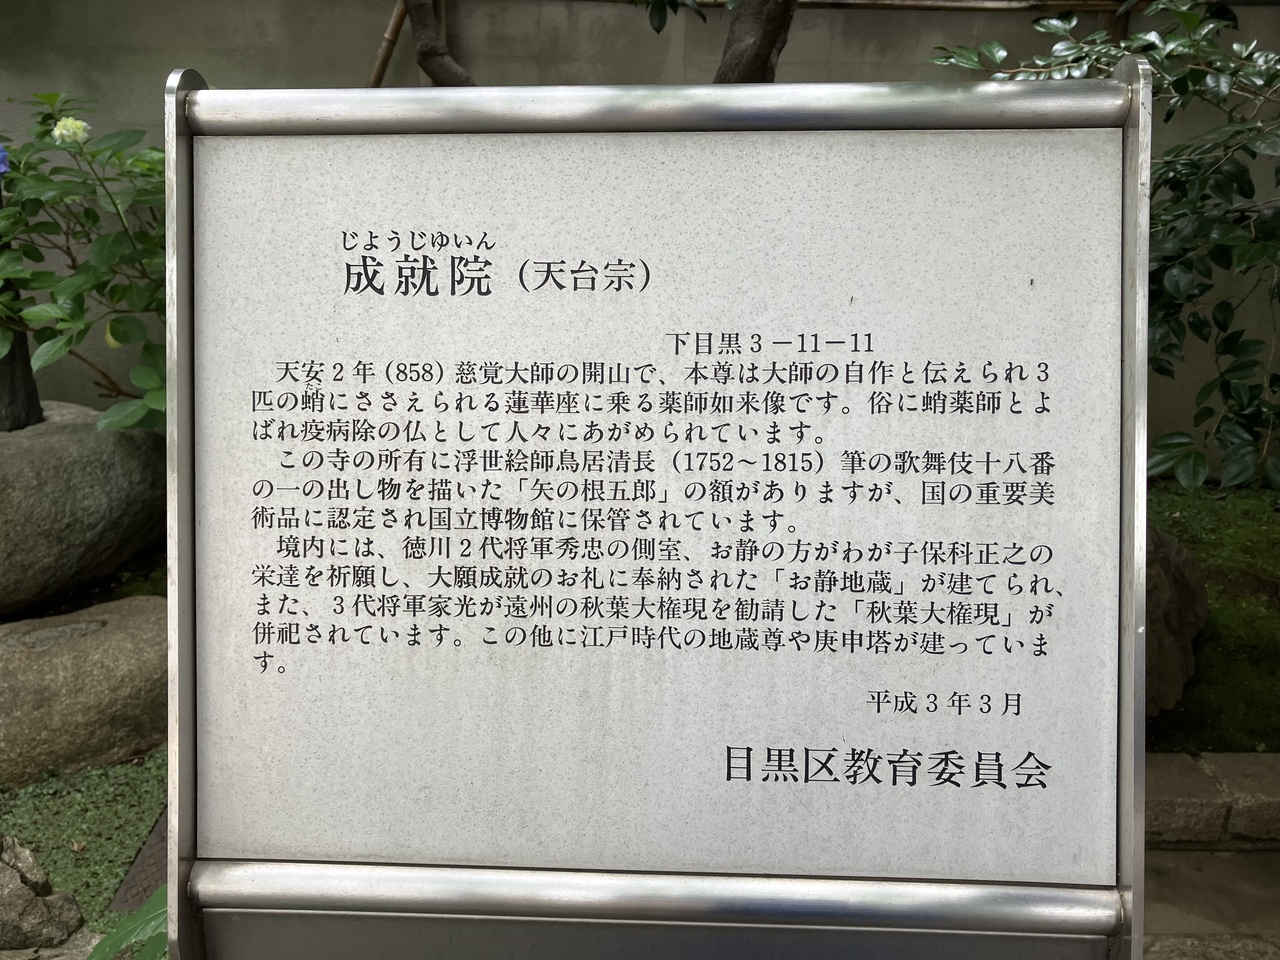 じようじゆいん
成就院（天台宗）
下目黒３－11－11
天安２年（858）慈覚大師の開山で、本尊は大師の自作と伝えられ３
たこ
匹の蛸にささえられる蓮華座に乗る薬師如来像です。俗に蛸薬師とよ
ばれ疫病除の仏として人々にあがめられています。
この寺の所有に浮世絵師鳥居清長（1752～1815）筆の歌舞伎十八番
の一の出し物を描いた「矢の根五郎」の額がありますが、国の重要美
術品に認定され国立博物館に保管されています。
境内には、徳川２代将軍秀忠の側室、お静の方がわが子保科正之の
栄達を祈願し、大願成就のお礼に奉納された「お静地蔵」が建てられ、
また、３代将軍家光が遠州の秋葉大権現を勧請した「秋葉大権現」が
併祀されています。この他に江戸時代の地蔵尊や庚申塔が建っていま
す。
平成３年３月
目黒区教育委員会